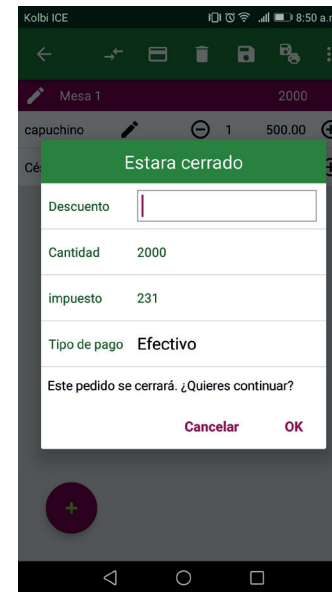 Kolbi ICE 8:50 a.m
Mesa 1 2000
capuchino 1 500.00
Cé
Estara cerrado
Descuento
Cantidad 2000
impuesto 231
Tipo de pago Efectivo
Este pedido se cerrará. ¿Quieres continuar?
Cancelar OK